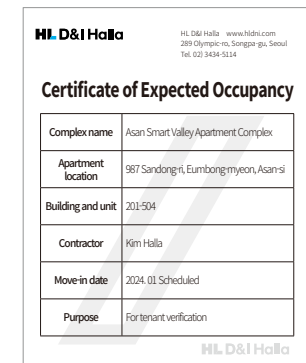 HL D&I Halla
HL D&I Halla www.hldni.com
289 Olympic-ro, Songpa-gu, Seoul
Tel. 02) 3434-5114
Certificate of Expected Occupancy
Complex name Asan Smart Valley Apartment Complex
Apartment
location 987 Sandong-ri, Eumbong-myeon, Asan-si
Building and unit 201-504
Contractor Kim Halla
Move-in date 2024. 01 Scheduled
Purpose For tenant verification
HL D&I Halla